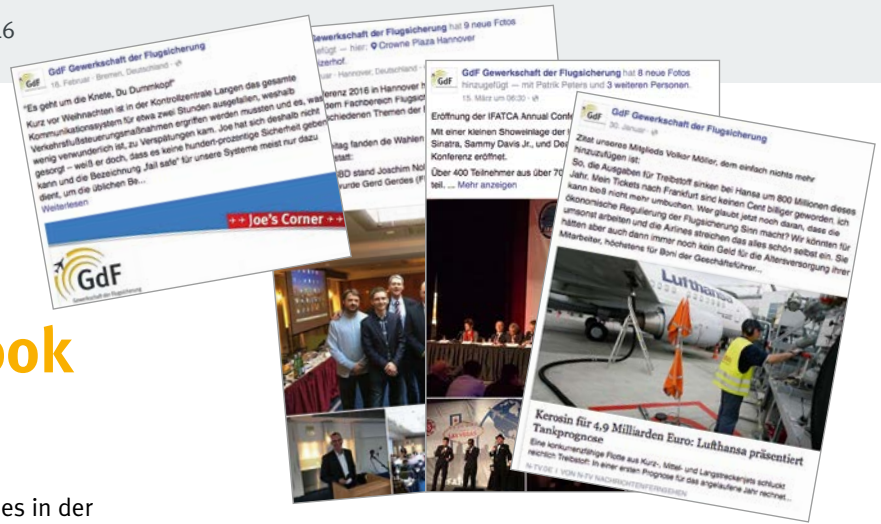 6
GdF Gewerkschaft der Flugsicherung
16. Februar · Bremen, Deutschland ·
"Es geht um die Knete, Du Dummkopf"
Kurz vor Weihnachten ist in der Kontrollzentrale Langen das gesamte
Kommunikationssystem für etwa zwei Stunden ausgefallen, weshalb
Verkehrsflußsteuerungsmaßnahmen ergriffen werden mussten und es, was
wenig verwunderlich ist, zu Verspätungen kam. Joe hat sich deshalb nicht
gesorgt – weiß er doch, dass es keine hundert-prozentige Sicherheit geben
kann und die Bezeichnung „fail safe" für unsere Systeme meist nur dazu
dient, um die üblichen Be...
Weiterlesen
Joe's Corner
GdF
Gewerkschaft der Flugsicherung
Gewerkschaft der Flugsicherung hat 9 neue Fotos
hier: Crowne Plaza Hannover
Hannover, Deutschland
2016 in Hannover
dem Fachbereich
schiedenen Themen der
fanden die Wahlen
statt:
BD stand Joachim
wurde Gerd Gerdes
GdF
GdF Gewerkschaft der Flugsicherung hat 8 neue Fotos
hinzugefügt — mit Patrik Peters und 3 weiteren Personen.
15. März um 06:30 ·
Eröffnung der IFATCA Annual
Mit einer kleinen Showeinlage der
Sinatra, Sammy Davis Jr., und
Konferenz eröffnet.
Über 400 Teilnehmer aus über
teil. ... Mehr anzeigen
LAS VEGAS
GdF
GdF Gewerkschaft der Flugsicherung
30. Januar ·
Zitat unseres Mitglieds Volker Möller, dem einfach nichts mehr
hinzuzufügen ist:
So, die Ausgaben für Treibstoff sinken bei Hansa um 800 Millionen dieses
Jahr. Mein Tickets nach Frankfurt sind keinen Cent billiger geworden. Ich
kann bloß nicht mehr umbuchen. Wer glaubt jetzt noch daran, dass die
ökonomische Regulierung der Flugsicherung Sinn macht? Wir könnten für
umsonst arbeiten und die Airlines streichen das alles schön selbst ein. Sie
hätten aber auch dann immer noch kein Geld für die Altersversorgung ihrer
Mitarbeiter, höchstens für Boni der Geschäftsführer...
Lufthansa
Kerosin für 4,9 Milliarden Euro: Lufthansa präsentiert
Tankprognose
Eine konkurrenzfähige Flotte aus Kurz-, Mittel- und Langstreckenjets schluckt
reichlich Treibstoff: In einer ersten Prognose für das angelaufene Jahr rechnet...
N-TV.DE | VON N-TV NACHRICHTENFERNSEHEN
ook
es in der